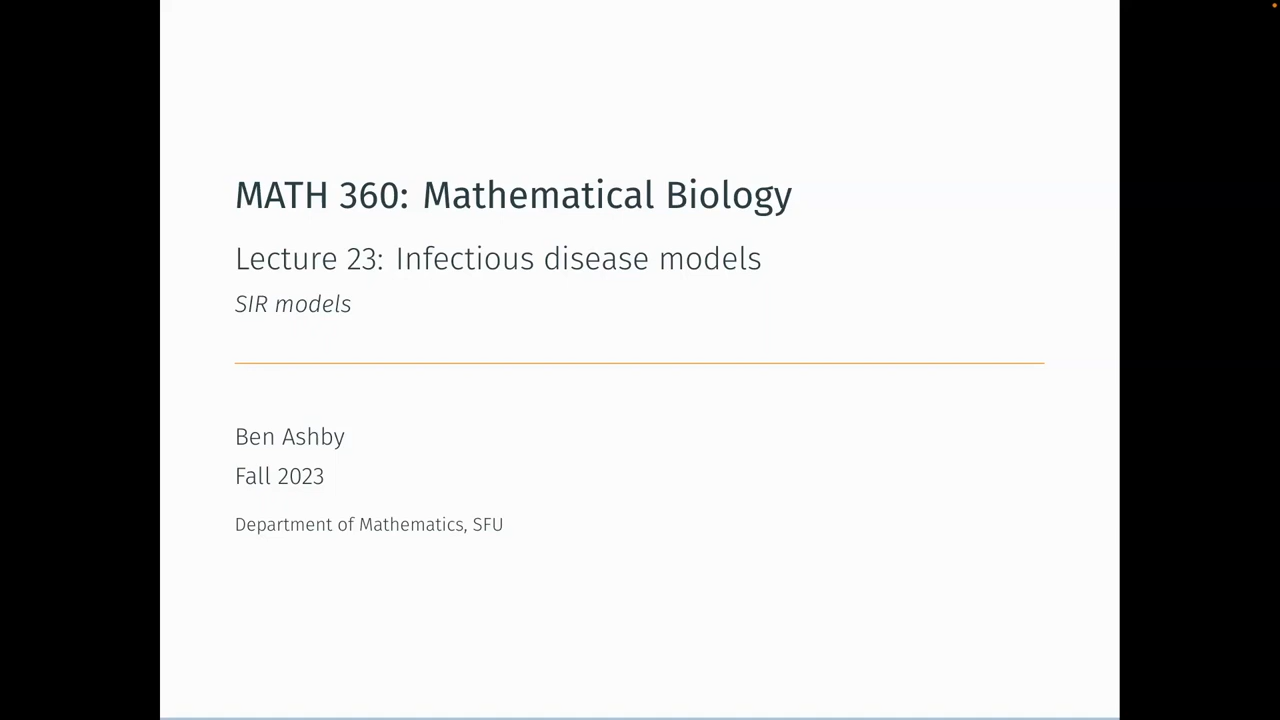 MATH 360: Mathematical Biology
Lecture 23: Infectious disease models
SIR models
Ben Ashby
Fall 2023
Department of Mathematics, SFU